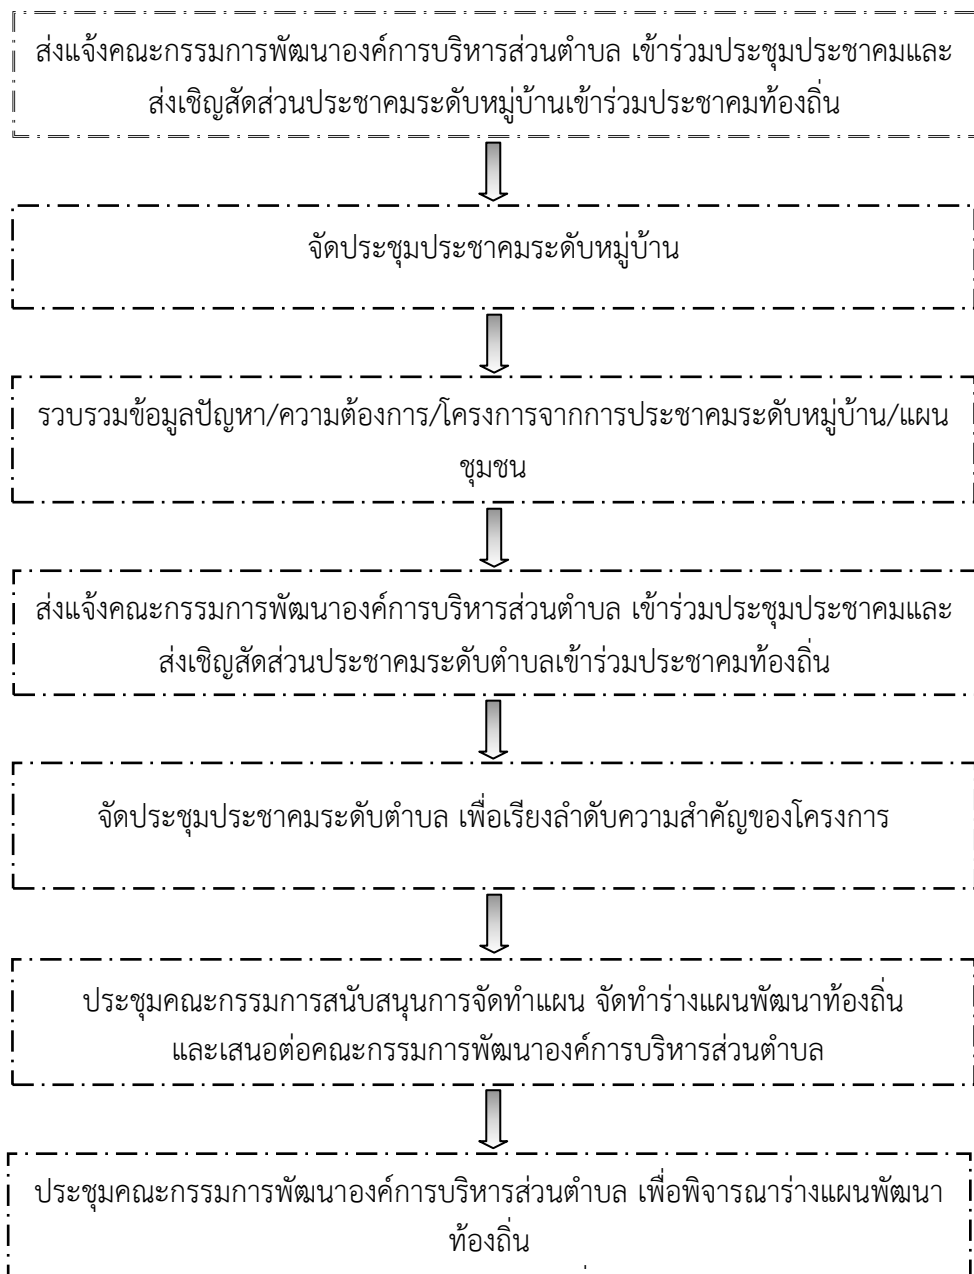 ส่งแจ้งคณะกรรมการพัฒนาองค์การบริหารส่วนตำบล เข้าร่วมประชุมประชาคมและ
ส่งเชิญสัดส่วนประชาคมระดับหมู่บ้านเข้าร่วมประชาคมท้องถิ่น
จัดประชุมประชาคมระดับหมู่บ้าน
รวบรวมข้อมูลปัญหา/ความต้องการ/โครงการจากการประชาคมระดับหมู่บ้าน/แผน
ชุมชน
ส่งแจ้งคณะกรรมการพัฒนาองค์การบริหารส่วนตำบล เข้าร่วมประชุมประชาคมและ
ส่งเชิญสัดส่วนประชาคมระดับตำบลเข้าร่วมประชาคมท้องถิ่น
จัดประชุมประชาคมระดับตำบล เพื่อเรียงลำดับความสำคัญของโครงการ
ประชุมคณะกรรมการสนับสนุนการจัดทำแผน จัดทำร่างแผนพัฒนาท้องถิ่น
และเสนอต่อคณะกรรมการพัฒนาองค์การบริหารส่วนตำบล
ประชุมคณะกรรมการพัฒนาองค์การบริหารส่วนตำบล เพื่อพิจารณาร่างแผนพัฒนา
ท้องถิ่น